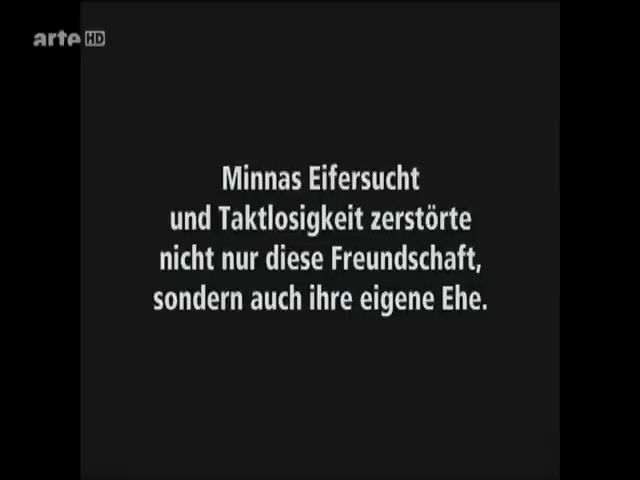 arte HD
Minnas Eifersucht
und Taktlosigkeit zerstörte
nicht nur diese Freundschaft,
sondern auch ihre eigene Ehe.